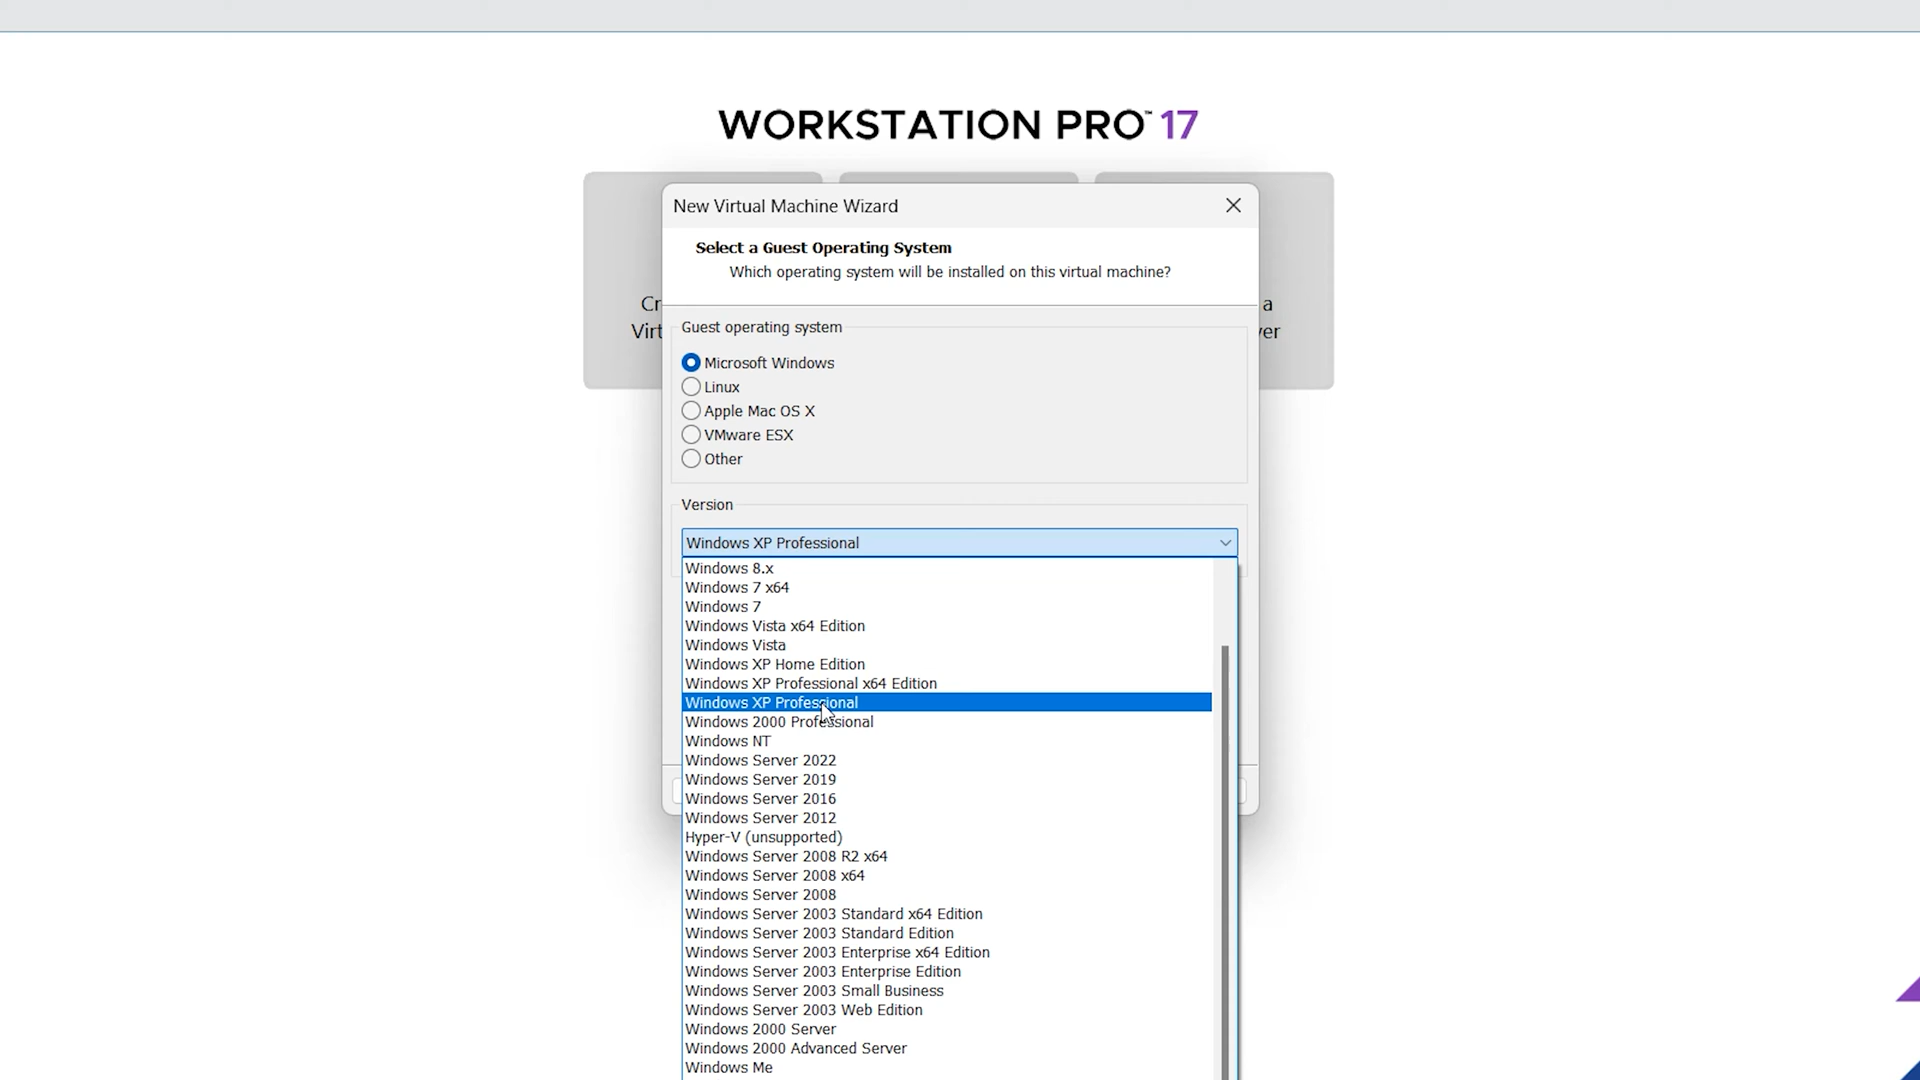 WORKSTATION PRO™ 17
New Virtual Machine Wizard
Select a Guest Operating System
Which operating system will be installed on this virtual machine?
Cr
Virt
a
ver
Guest operating system
Microsoft Windows
Linux
Apple Mac OS X
VMware ESX
Other
Version
Windows XP Professional
Windows 8.x
Windows 7 x64
Windows 7
Windows Vista x64 Edition
Windows Vista
Windows XP Home Edition
Windows XP Professional x64 Edition
Windows XP Professional
Windows 2000 Professional
Windows NT
Windows Server 2022
Windows Server 2019
Windows Server 2016
Windows Server 2012
Hyper-V (unsupported)
Windows Server 2008 R2 x64
Windows Server 2008 x64
Windows Server 2008
Windows Server 2003 Standard x64 Edition
Windows Server 2003 Standard Edition
Windows Server 2003 Enterprise x64 Edition
Windows Server 2003 Enterprise Edition
Windows Server 2003 Small Business
Windows Server 2003 Web Edition
Windows 2000 Server
Windows 2000 Advanced Server
Windows Me